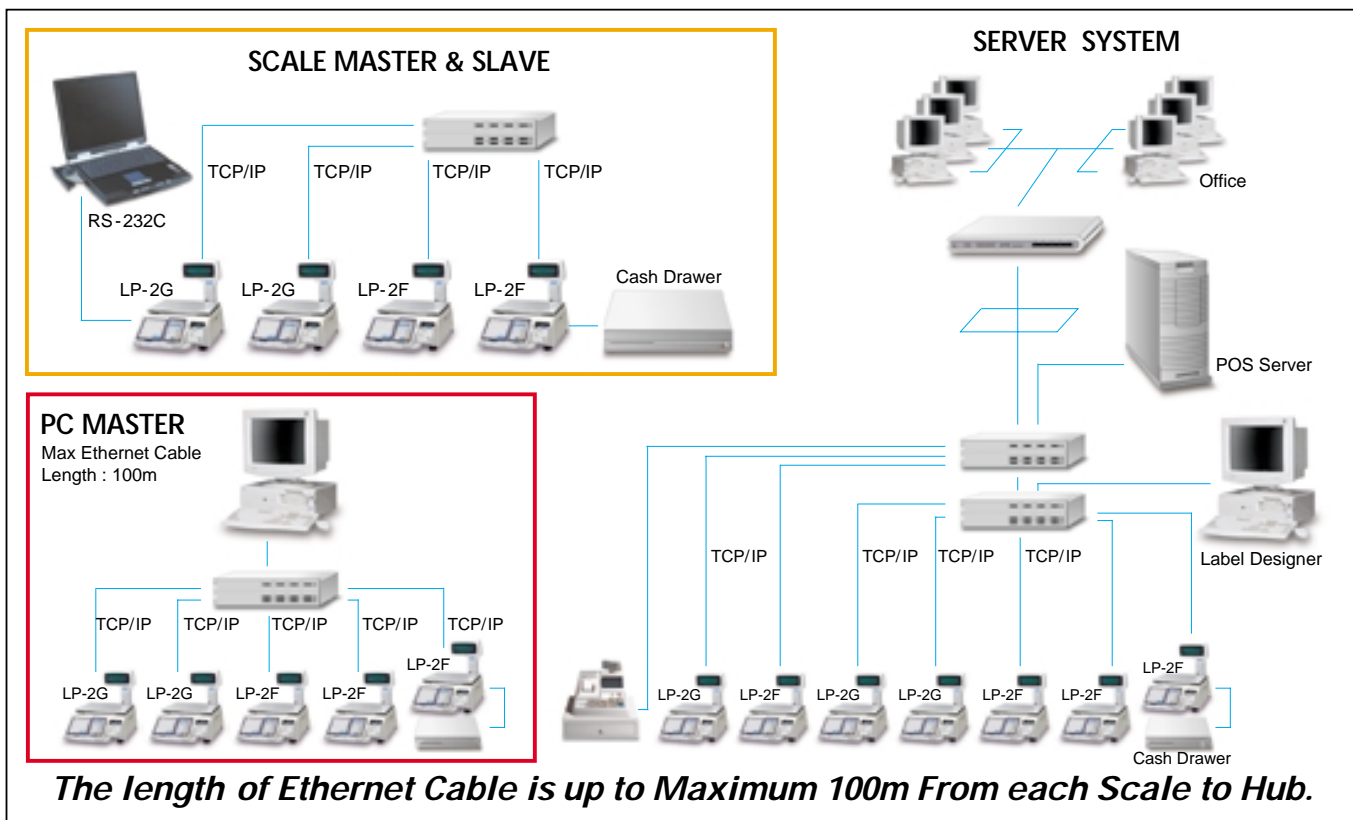 SCALE MASTER & SLAVE
TCP/IP TCP/IP TCP/IP TCP/IP
RS-232C
LP-2G LP-2G LP-2F LP-2F
Cash Drawer
PC MASTER
Max Ethernet Cable
Length : 100m
TCP/IP TCP/IP TCP/IP TCP/IP TCP/IP
LP-2F
LP-2G LP-2G LP-2F LP-2F
SERVER SYSTEM
Office
POS Server
TCP/IP TCP/IP TCP/IP TCP/IP
Label Designer
LP-2F
LP-2G LP-2F LP-2G LP-2G LP-2F LP-2F
Cash Drawer
The length of Ethernet Cable is up to Maximum 100m From each Scale to Hub.